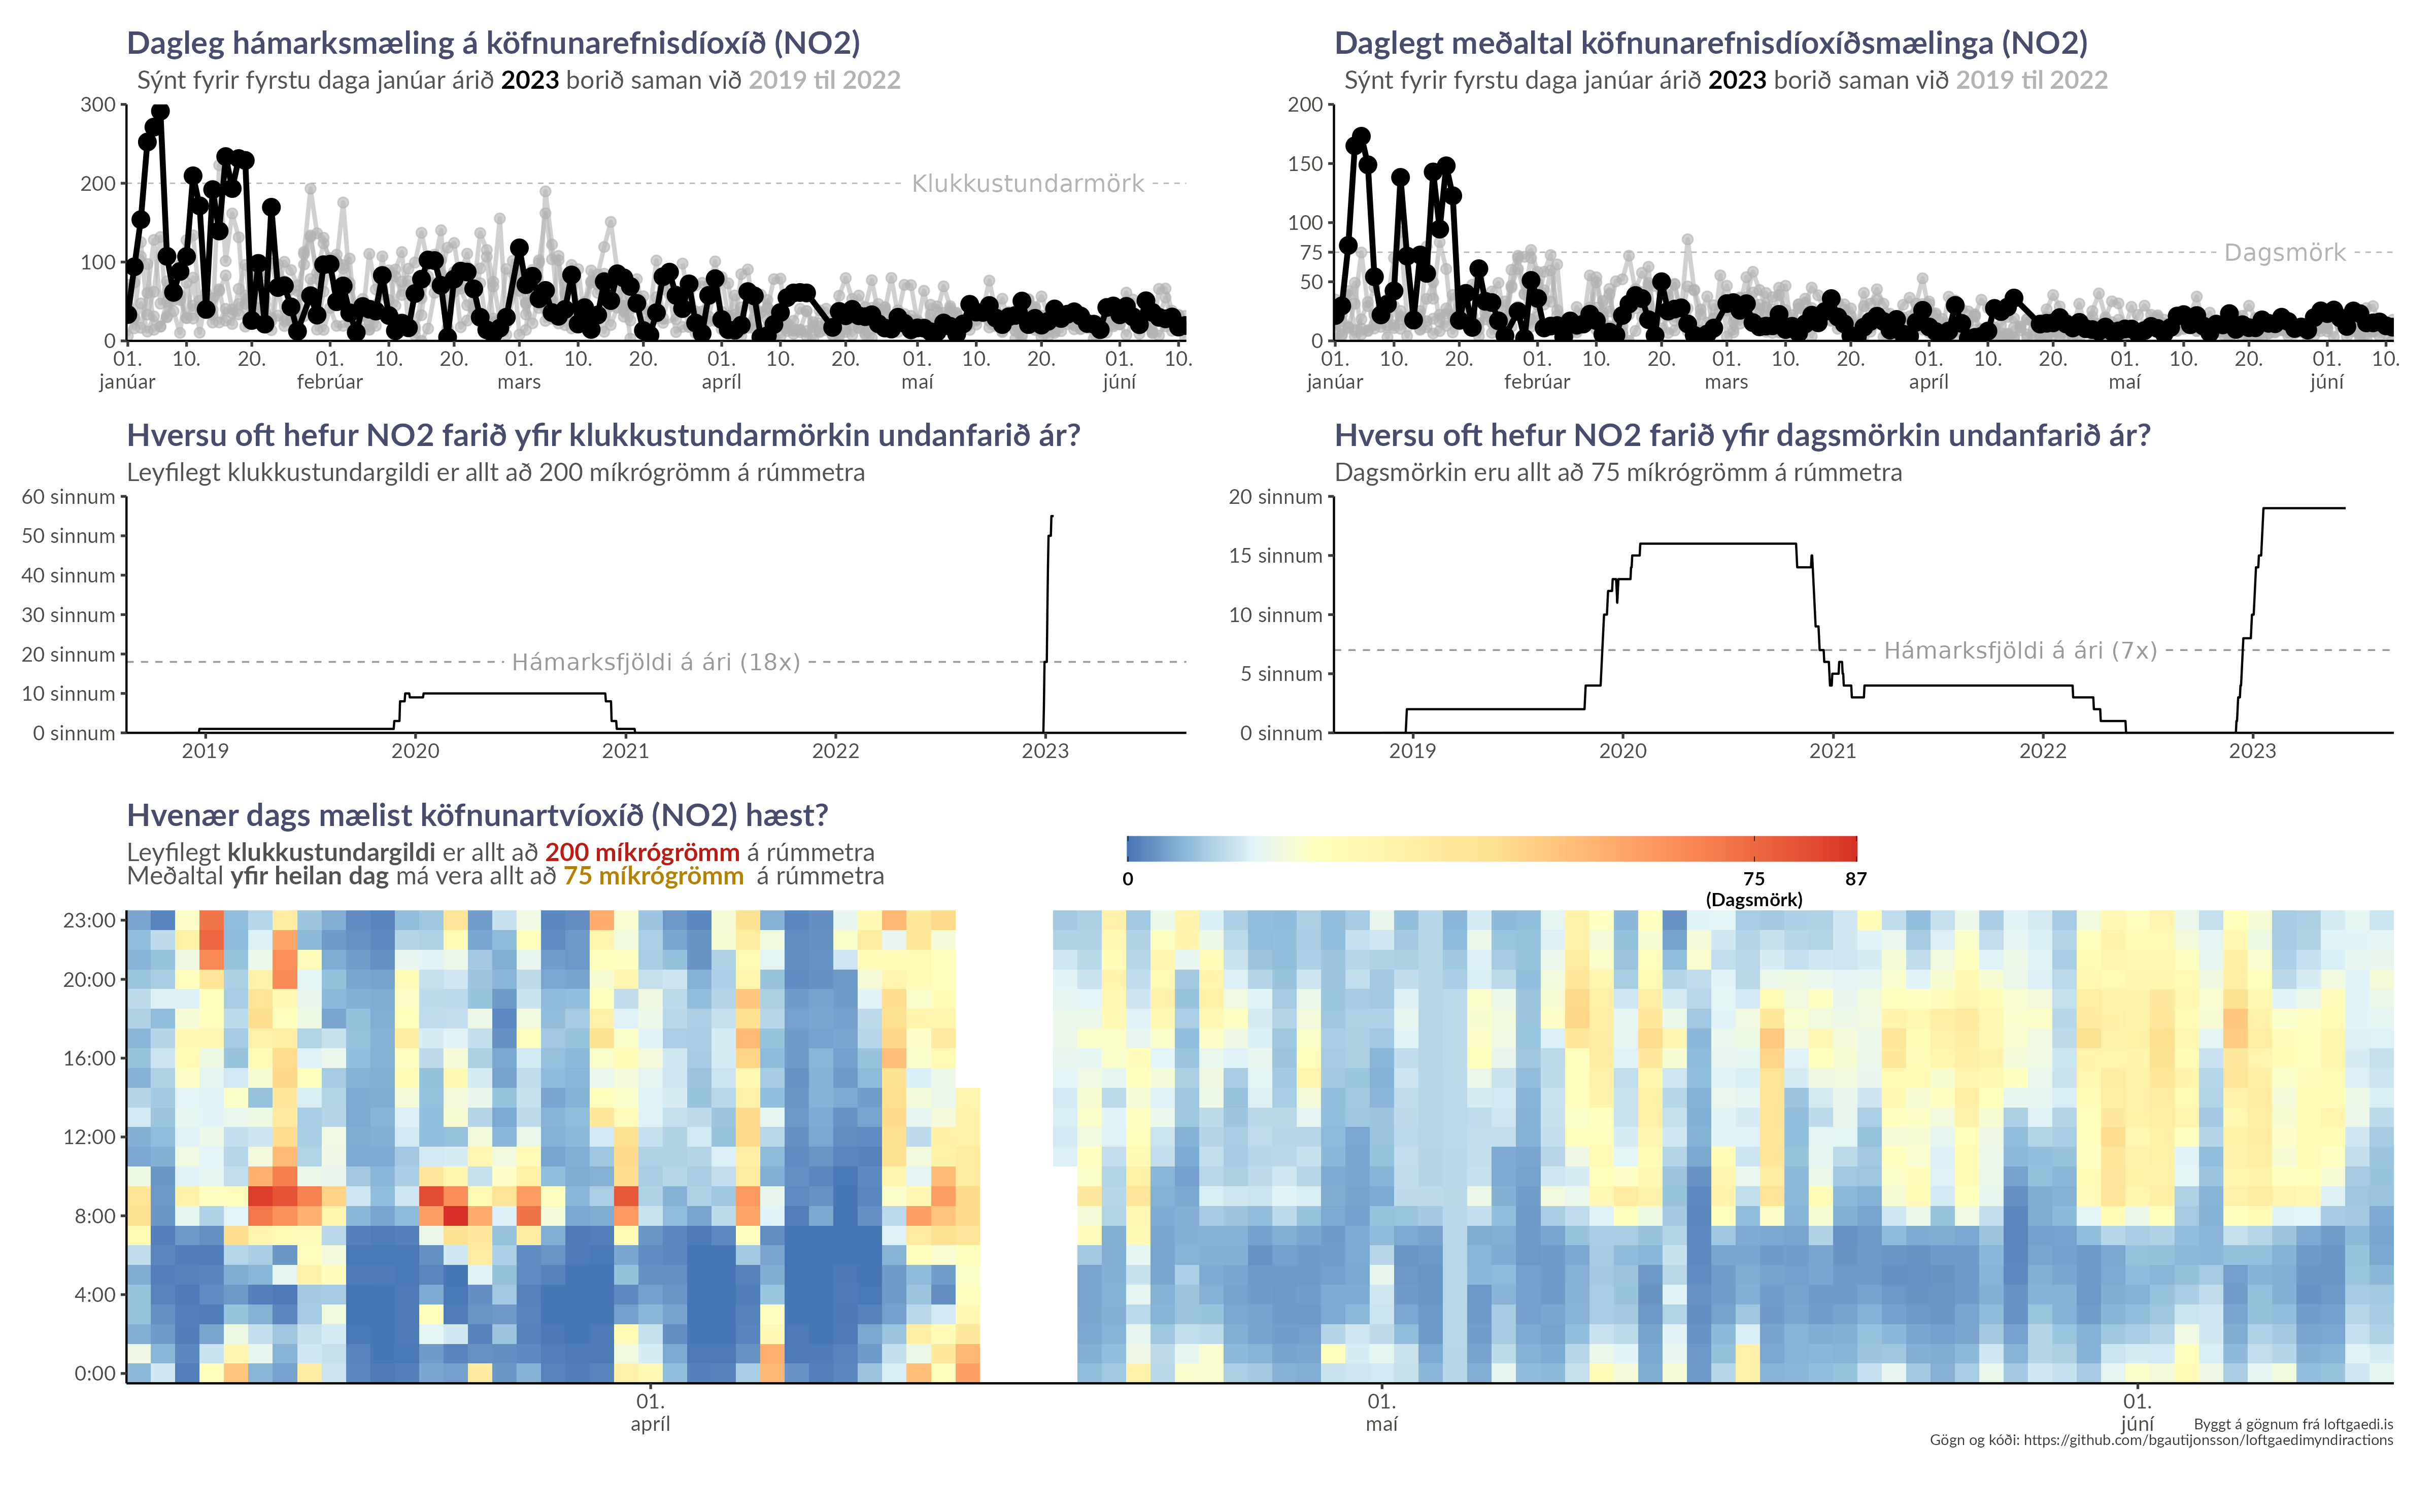 Dagleg hámarksmæling á köfnunarefnisdíoxíð (NO2)
Sýnt fyrir fyrstu daga janúar árið 2023 borið saman við 2019 til 2022
300
200
100
0
Klukkustundarmörk
01. 10. 20. 01. 10. 20. 01. 10. 20. 01. 10. 20. 01. 10. 20. 01. 10.
janúar febrúar mars apríl maí júní
Daglegt meðaltal köfnunarefnisdíoxíðsmælinga (NO2)
Sýnt fyrir fyrstu daga janúar árið 2023 borið saman við 2019 til 2022
200
150
100
75
50
0
Dagsmörk
01. 10. 20. 01. 10. 20. 01. 10. 20. 01. 10. 20. 01. 10. 20. 01. 10.
janúar febrúar mars apríl maí júní
Hversu oft hefur NO2 farið yfir klukkustundarmörkin undanfarið ár?
Leyfilegt klukkustundargildi er allt að 200 míkrógrömm á rúmmetra
60 sinnum
50 sinnum
40 sinnum
30 sinnum
20 sinnum
10 sinnum
0 sinnum
Hámarksfjöldi á ári (18x)
2019 2020 2021 2022 2023
Hversu oft hefur NO2 farið yfir dagsmörkin undanfarið ár?
Dagsmörkin eru allt að 75 míkrógrömm á rúmmetra
20 sinnum
15 sinnum
10 sinnum
5 sinnum
0 sinnum
Hámarksfjöldi á ári (7x)
2019 2020 2021 2022 2023
Hvenær dags mælist köfnunartvíoxíð (NO2) hæst?
Leyfilegt klukkustundargildi er allt að 200 míkrógrömm á rúmmetra
Meðaltal yfir heilan dag má vera allt að 75 míkrógrömm á rúmmetra
0 75 87
(Dagsmörk)
23:00
20:00
16:00
12:00
8:00
4:00
0:00
01. 01. 01.
apríl maí júní
Byggt á gögnum frá loftgaedi.is
Gögn og kóði: https://github.com/bgautijonsson/loftgaedimyndiractions